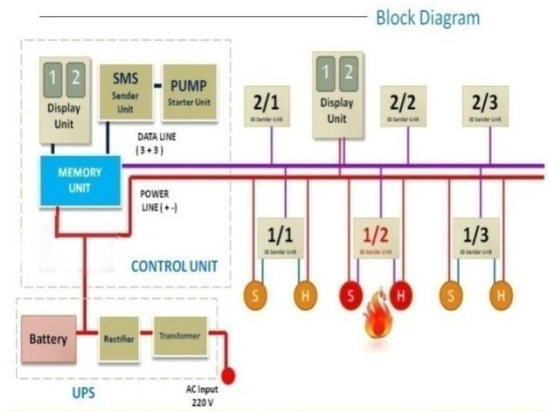 Block Diagram
1 2
Display
Unit
SMS
Sender
Unit
PUMP
Starter Unit
DATA LINE
(3 + 3)
MEMORY
UNIT
POWER
LINE (+ -)
CONTROL UNIT
2/1
ID Sender Unit
1 2
Display
Unit
2/2
ID Sender Unit
2/3
ID Sender Unit
1/1
ID Sender Unit
1/2
ID Sender Unit
1/3
ID Sender Unit
S
H
S
H
S
H
Battery
Rectifier
Transformer
UPS
AC Input
220 V